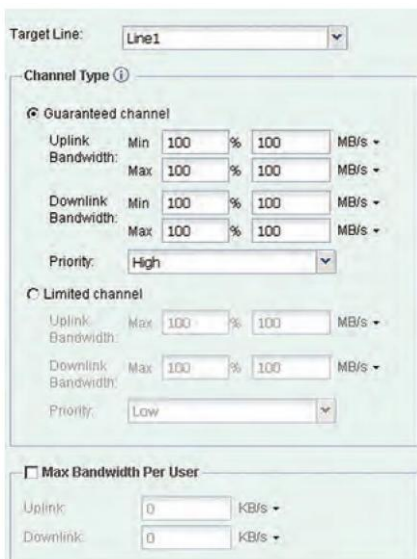 Target Line: Line1
Channel Type
Guaranteed channel
Uplink Bandwidth: Min 100 % 100 MB/s
Max 100 % 100 MB/s
Downlink Bandwidth: Min 100 % 100 MB/s
Max 100 % 100 MB/s
Priority: High
Limited channel
Uplink Bandwidth: Max 100 % 100 MB/s
Downlink Bandwidth: Max 100 % 100 MB/s
Priority: Low
Max Bandwidth Per User
Uplink: 0 KB/s
Downlink: 0 KB/s